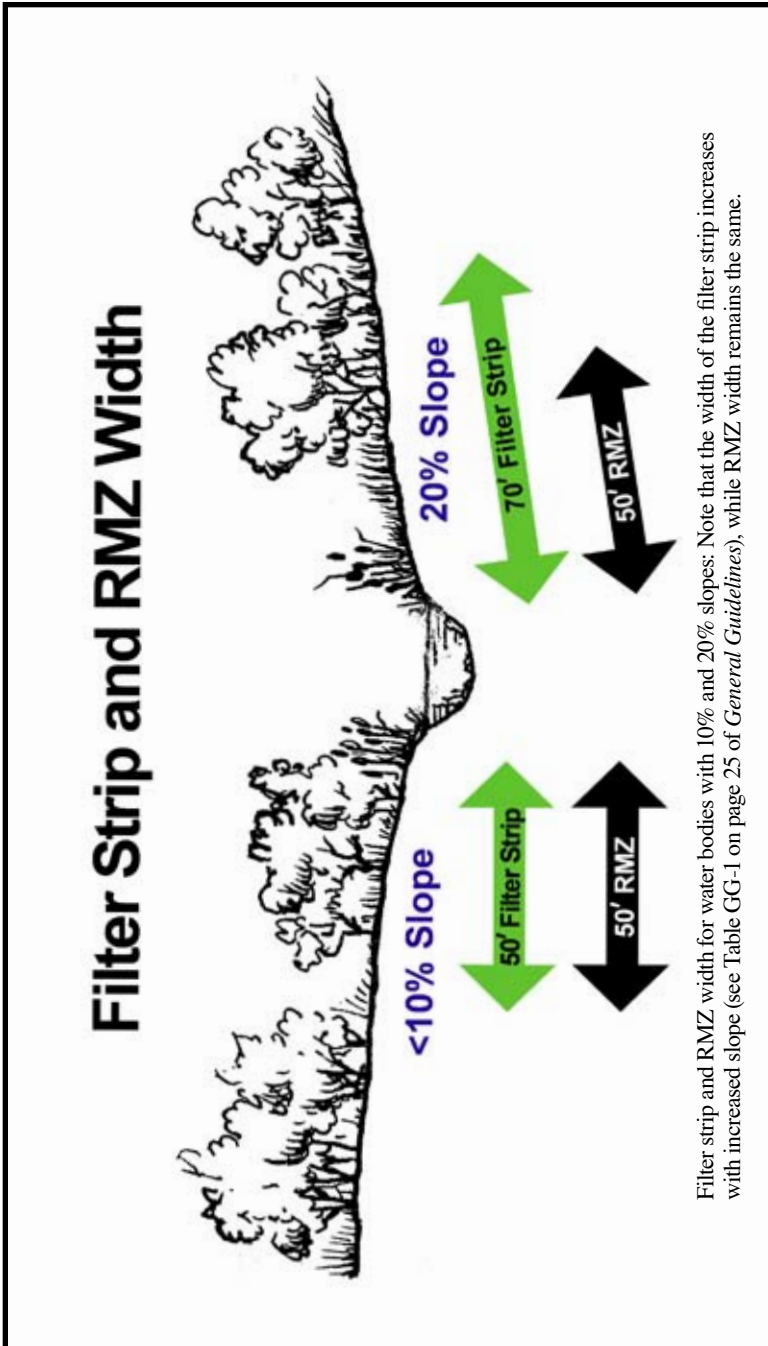 Filter Strip and RMZ Width
<10% Slope
20% Slope
50' Filter Strip
70' Filter Strip
50' RMZ
50' RMZ
Filter strip and RMZ width for water bodies with 10% and 20% slopes: Note that the width of the filter strip increases
with increased slope (see Table GG-1 on page 25 of General Guidelines), while RMZ width remains the same.